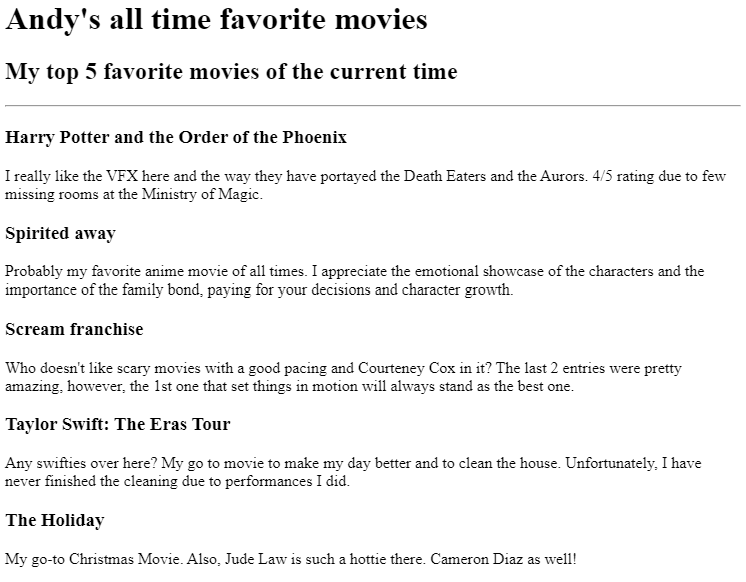 Andy's all time favorite movies
My top 5 favorite movies of the current time
Harry Potter and the Order of the Phoenix
I really like the VFX here and the way they have portayed the Death Eaters and the Aurors. 4/5 rating due to few
missing rooms at the Ministry of Magic.
Spirited away
Probably my favorite anime movie of all times. I appreciate the emotional showcase of the characters and the
importance of the family bond, paying for your decisions and character growth.
Scream franchise
Who doesn't like scary movies with a good pacing and Courteney Cox in it? The last 2 entries were pretty
amazing, however, the 1st one that set things in motion will always stand as the best one.
Taylor Swift: The Eras Tour
Any swifties over here? My go to movie to make my day better and to clean the house. Unfortunately, I have
never finished the cleaning due to performances I did.
The Holiday
My go-to Christmas Movie. Also, Jude Law is such a hottie there. Cameron Diaz as well!